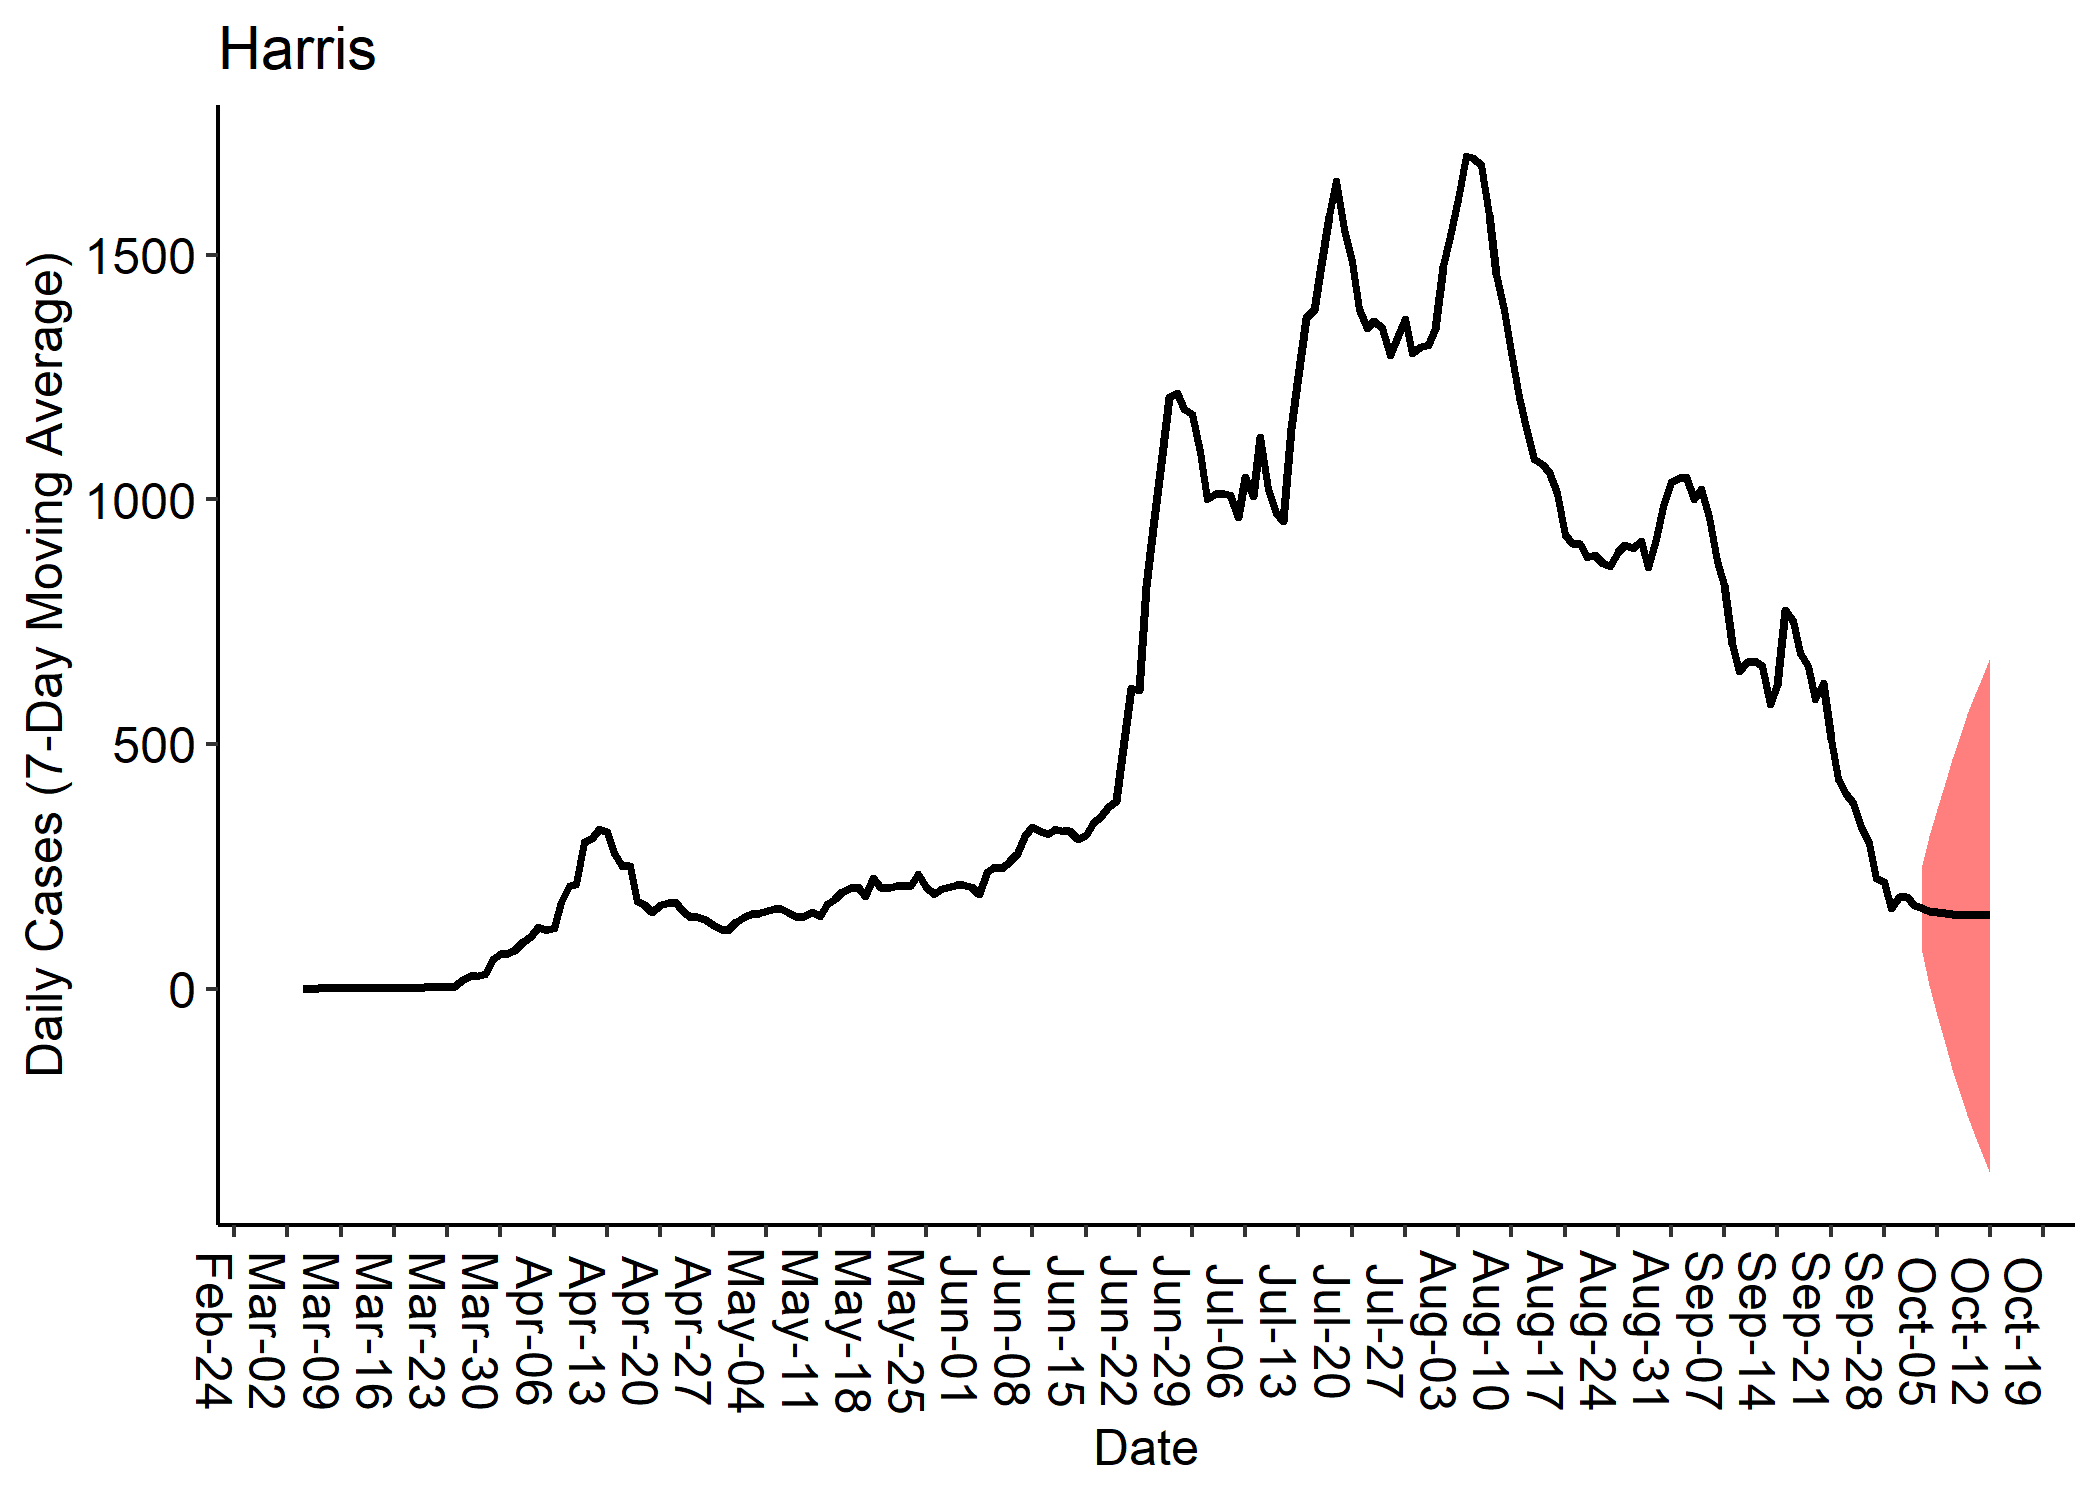 Harris
Daily Cases (7-Day Moving Average)
1500
1000
500
0
Feb-24
Mar-02
Mar-09
Mar-16
Mar-23
Mar-30
Apr-06
Apr-13
Apr-20
Apr-27
May-04
May-11
May-18
May-25
Jun-01
Jun-08
Jun-15
Jun-22
Jun-29
Jul-06
Jul-13
Jul-20
Jul-27
Aug-03
Aug-10
Aug-17
Aug-24
Aug-31
Sep-07
Sep-14
Sep-21
Sep-28
Oct-05
Oct-12
Oct-19
Date